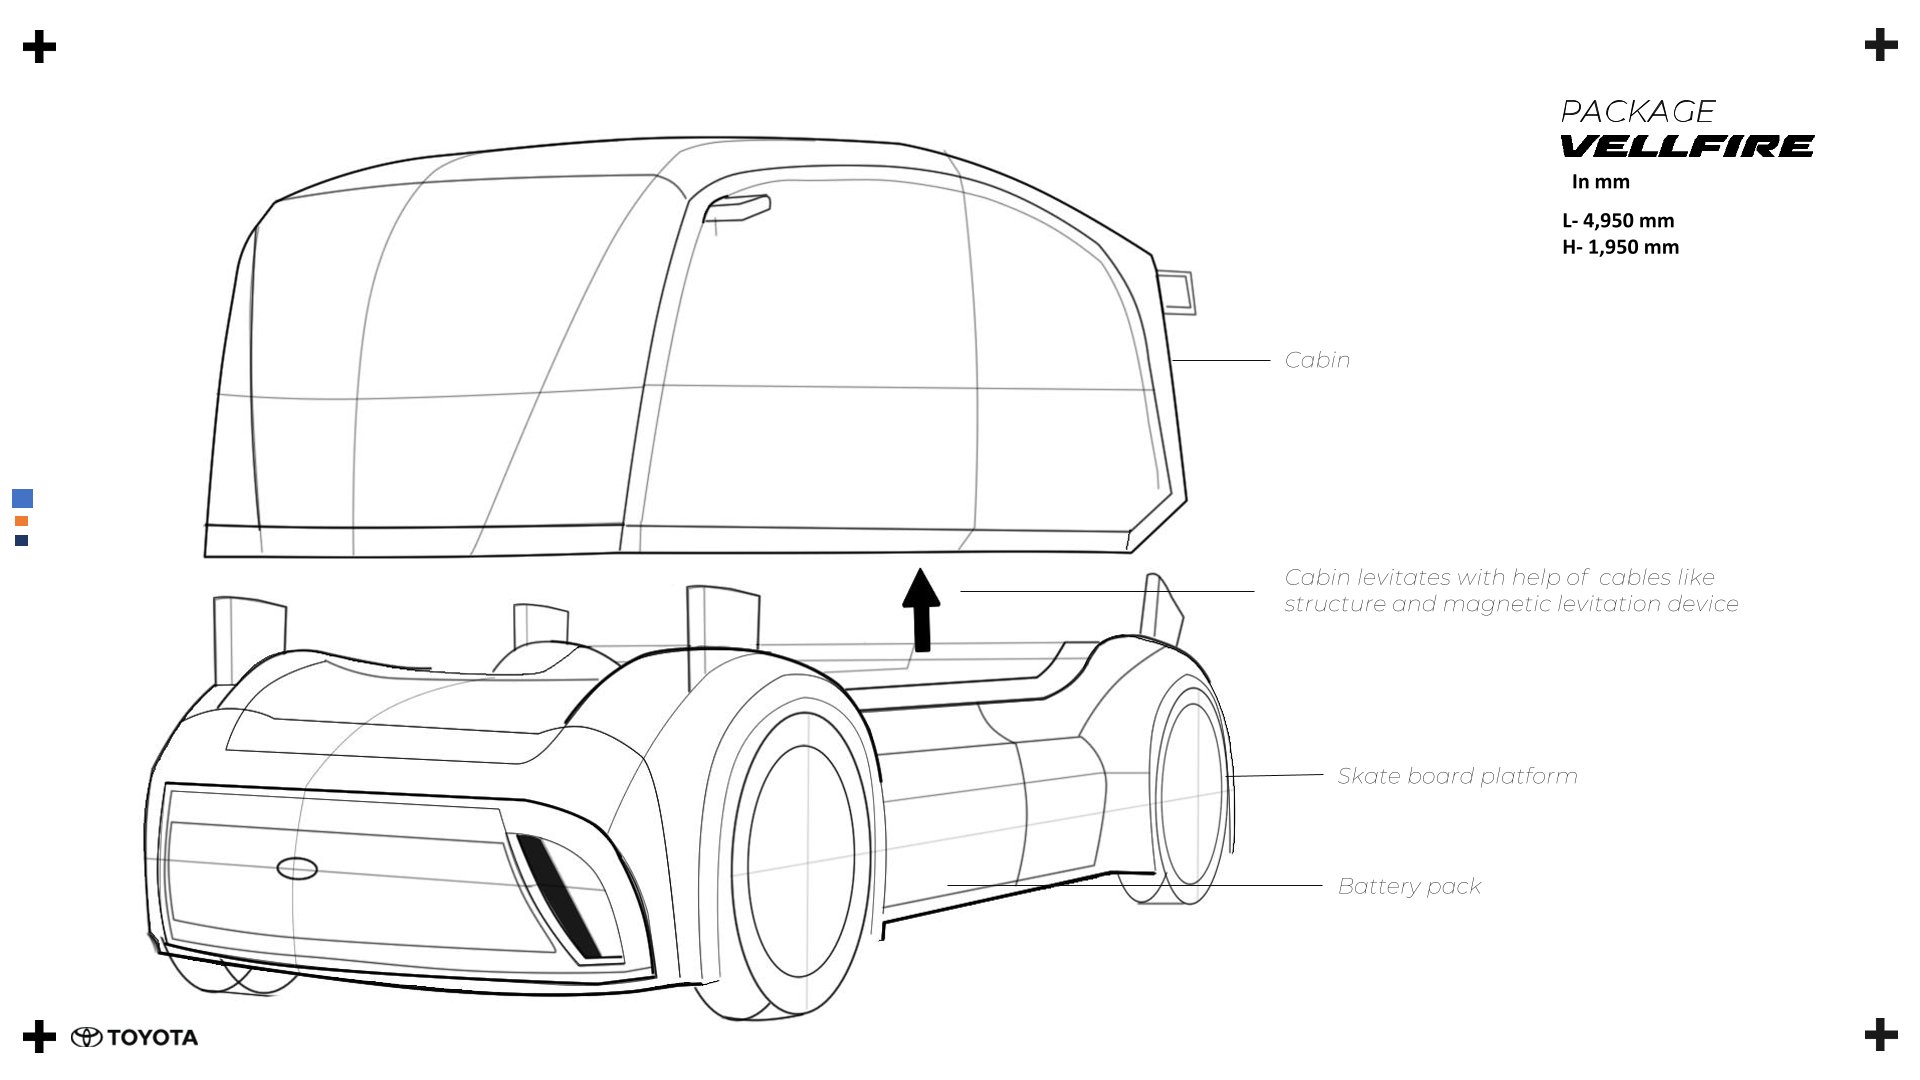 PACKAGE
VELLFIRE
In mm
L- 4,950 mm
H- 1,950 mm
Cabin
Cabin levitates with help of cables like
structure and magnetic levitation device
Skate board platform
Battery pack
TOYOTA